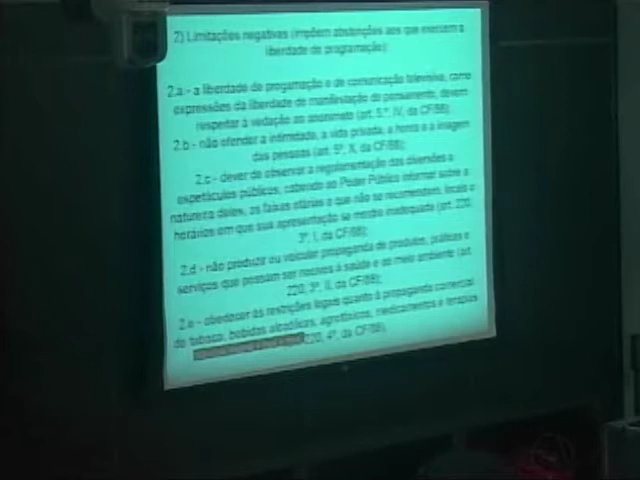 2) Limitações negativas (impõem abstenções aos que exercem a
liberdade de programação):
2.a - a liberdade de progamação e de comunicação televisiva, como
expressões da liberdade de manifestação do pensamento, devem
respeitar à vedação ao anonimato (art. 5.º, IV, da CF/88);
2.b - não ofender a intimidade, a vida privada, a honra e a imagem
das pessoas (art. 5º, X, da CF/88);
2.c - dever de observar a regulamentação das diversões e
espetáculos públicos, cabendo ao Poder Público informar sobre a
natureza deles, as faixas etárias a que não se recomendem, locais e
horários em que sua apresentação se mostre inadequada (art. 220,
3º, I, da CF/88);
2.d - não produzir ou veicular propaganda de produtos, práticas e
serviços que possam ser nocivos à saúde e ao meio ambiente (art.
220, 3º, II, da CF/88);
2.e - obedecer às restrições legais quanto à propaganda comercial
de tabaco, bebidas alcoólicas, agrotóxicos, medicamentos e terapias
220, 4º, da CF/88).